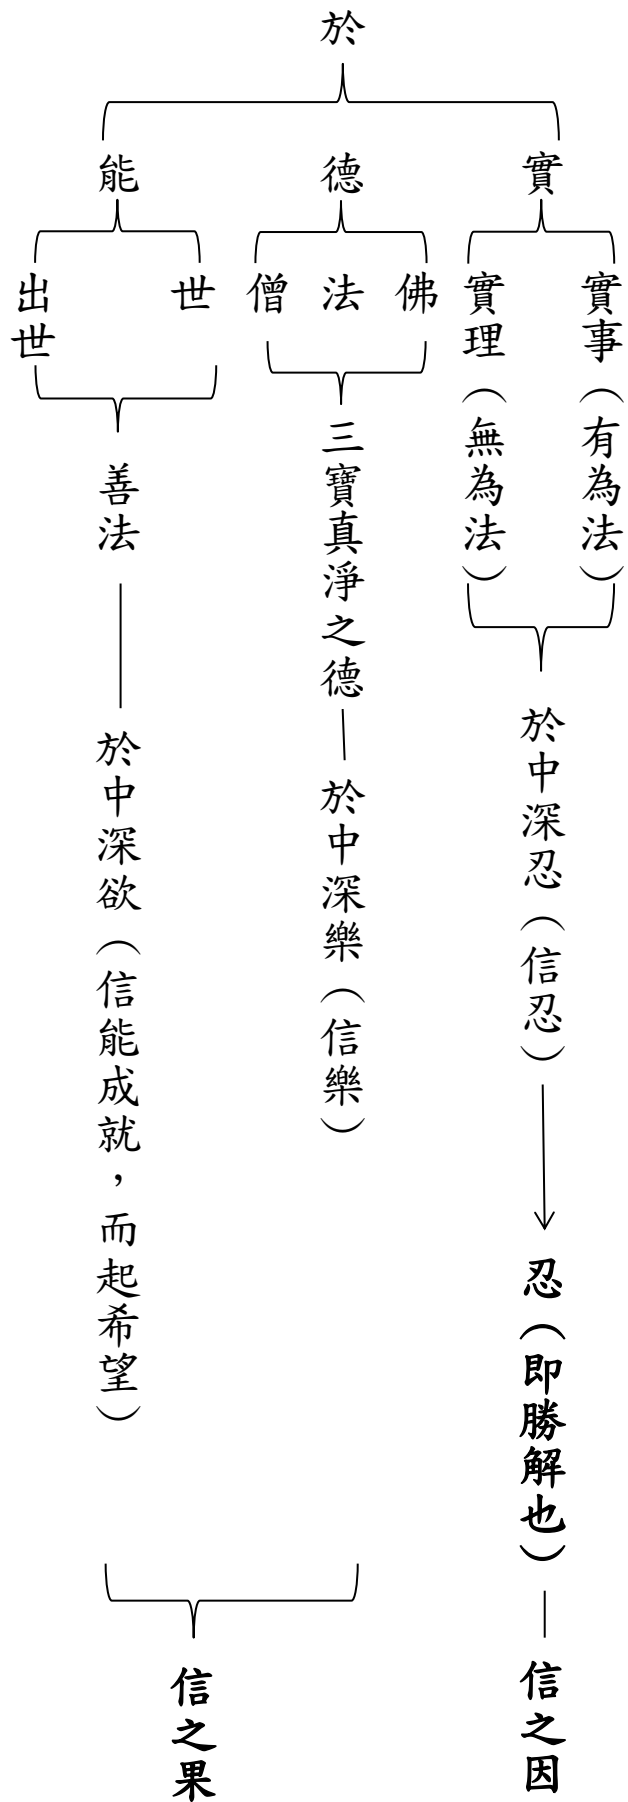 於
實
實事（有為法）
實理（無為法）
於中深忍（信忍）
忍（即勝解也）
信之因
德
佛
法
僧
三寶真淨之德
於中深樂（信樂）
能
世
出世
善法
於中深欲（信能成就，而起希望）
信之果